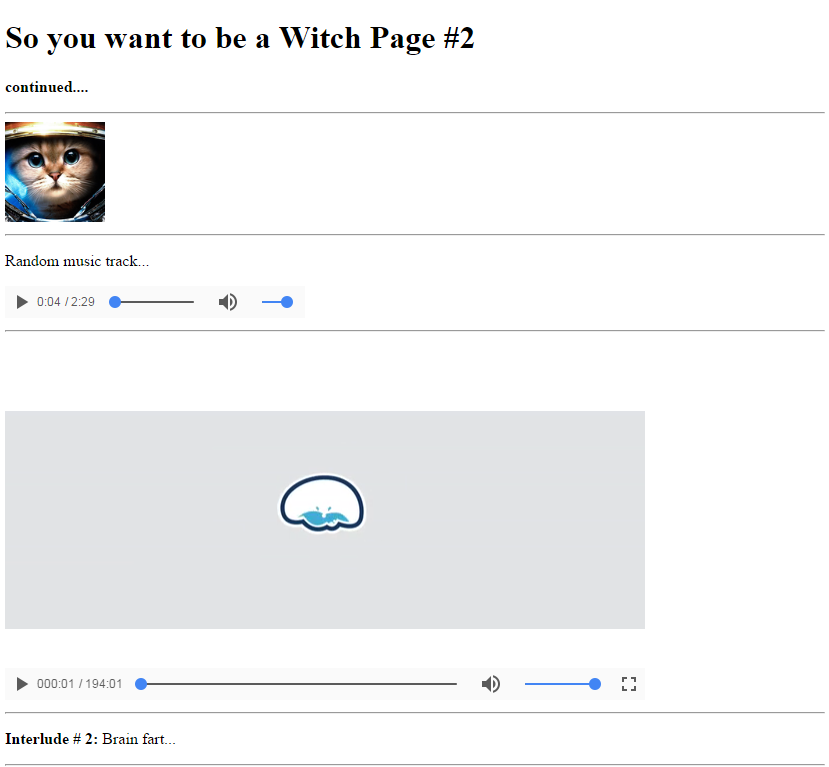 So you want to be a Witch Page #2
continued....
Random music track...
0:04 / 2:29
000:01 / 194:01
Interlude # 2: Brain fart...